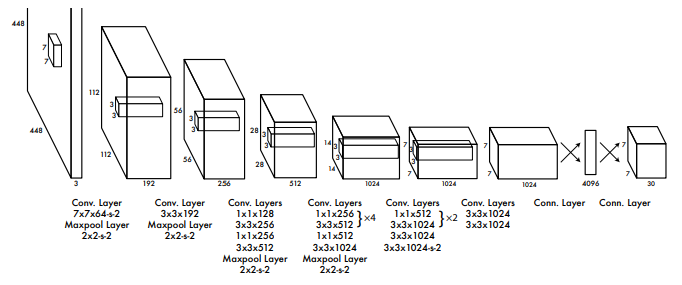 448
448
7
7
3
112
112
3
3
192
56
56
3
3
256
28
28
3
3
512
14
14
3
3
1024
7
7
3
3
1024
7
7
1024
4096
7
7
30
Conv. Layer
7x7x64-s-2
Maxpool Layer
2x2-s-2
Conv. Layer
3x3x192
Maxpool Layer
2x2-s-2
Conv. Layers
1x1x128
3x3x256
1x1x256
3x3x512
Maxpool Layer
2x2-s-2
Conv. Layers
1x1x256
3x3x512
}×4
1x1x512
3x3x1024
Maxpool Layer
2x2-s-2
Conv. Layers
1x1x512
3x3x1024
}×2
3x3x1024
3x3x1024-s-2
Conv. Layers
3x3x1024
3x3x1024
Conn. Layer
Conn. Layer